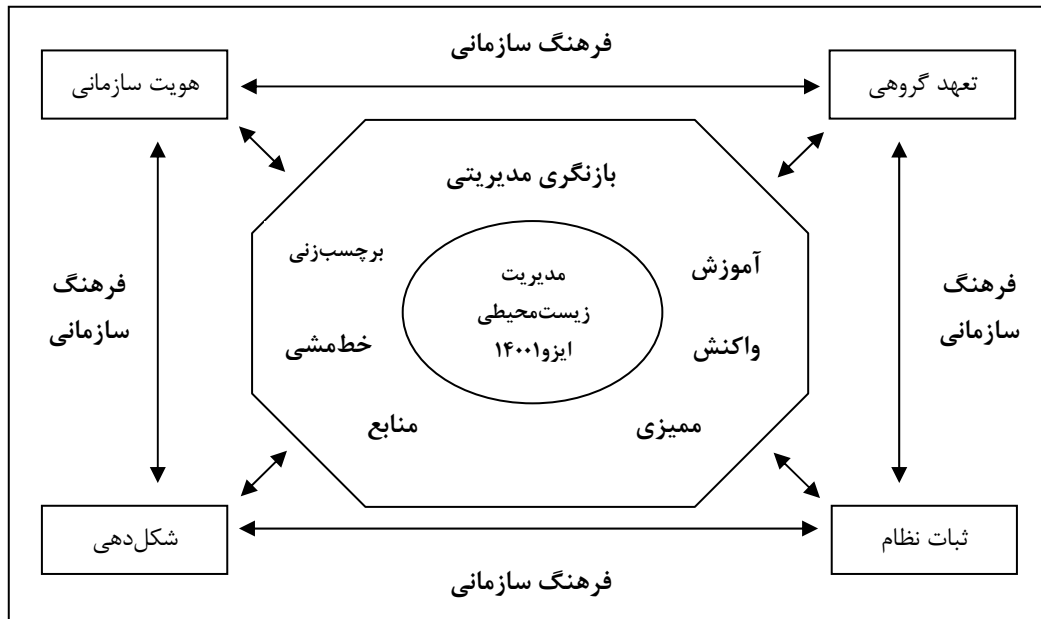 فرهنگ سازمانی
تعهد گروهی
هویت سازمانی
بازنگری مدیریتی
آموزش
برچسب‌زنی
مدیریت
زیست‌محیطی
ایزو۱۴۰۰۱
واکنش
خط‌مشی
ممیزی
منابع
فرهنگ
سازمانی
فرهنگ
سازمانی
ثبات نظام
شکل‌دهی
فرهنگ سازمانی